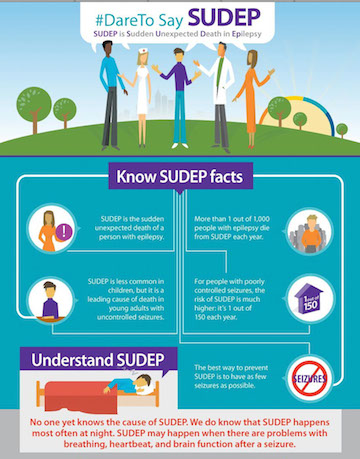 #DareTo Say SUDEP
SUDEP is Sudden Unexpected Death in Epilepsy
Know SUDEP facts
SUDEP is the sudden
unexpected death of a
person with epilepsy.
!
More than 1 out of 1,000
people with epilepsy die
from SUDEP each year.
SUDEP is less common in
children, but it is a
leading cause of death in
young adults with
uncontrolled seizures.
For people with poorly
controlled seizures, the
risk of SUDEP is much
higher: it's 1 out of
150 each year.
1 out of
150
Understand SUDEP
The best way to prevent
SUDEP is to have as few
seizures as possible.
SEIZURES
No one yet knows the cause of SUDEP. We do know that SUDEP happens
most often at night. SUDEP may happen when there are problems with
breathing, heartbeat, and brain function after a seizure.